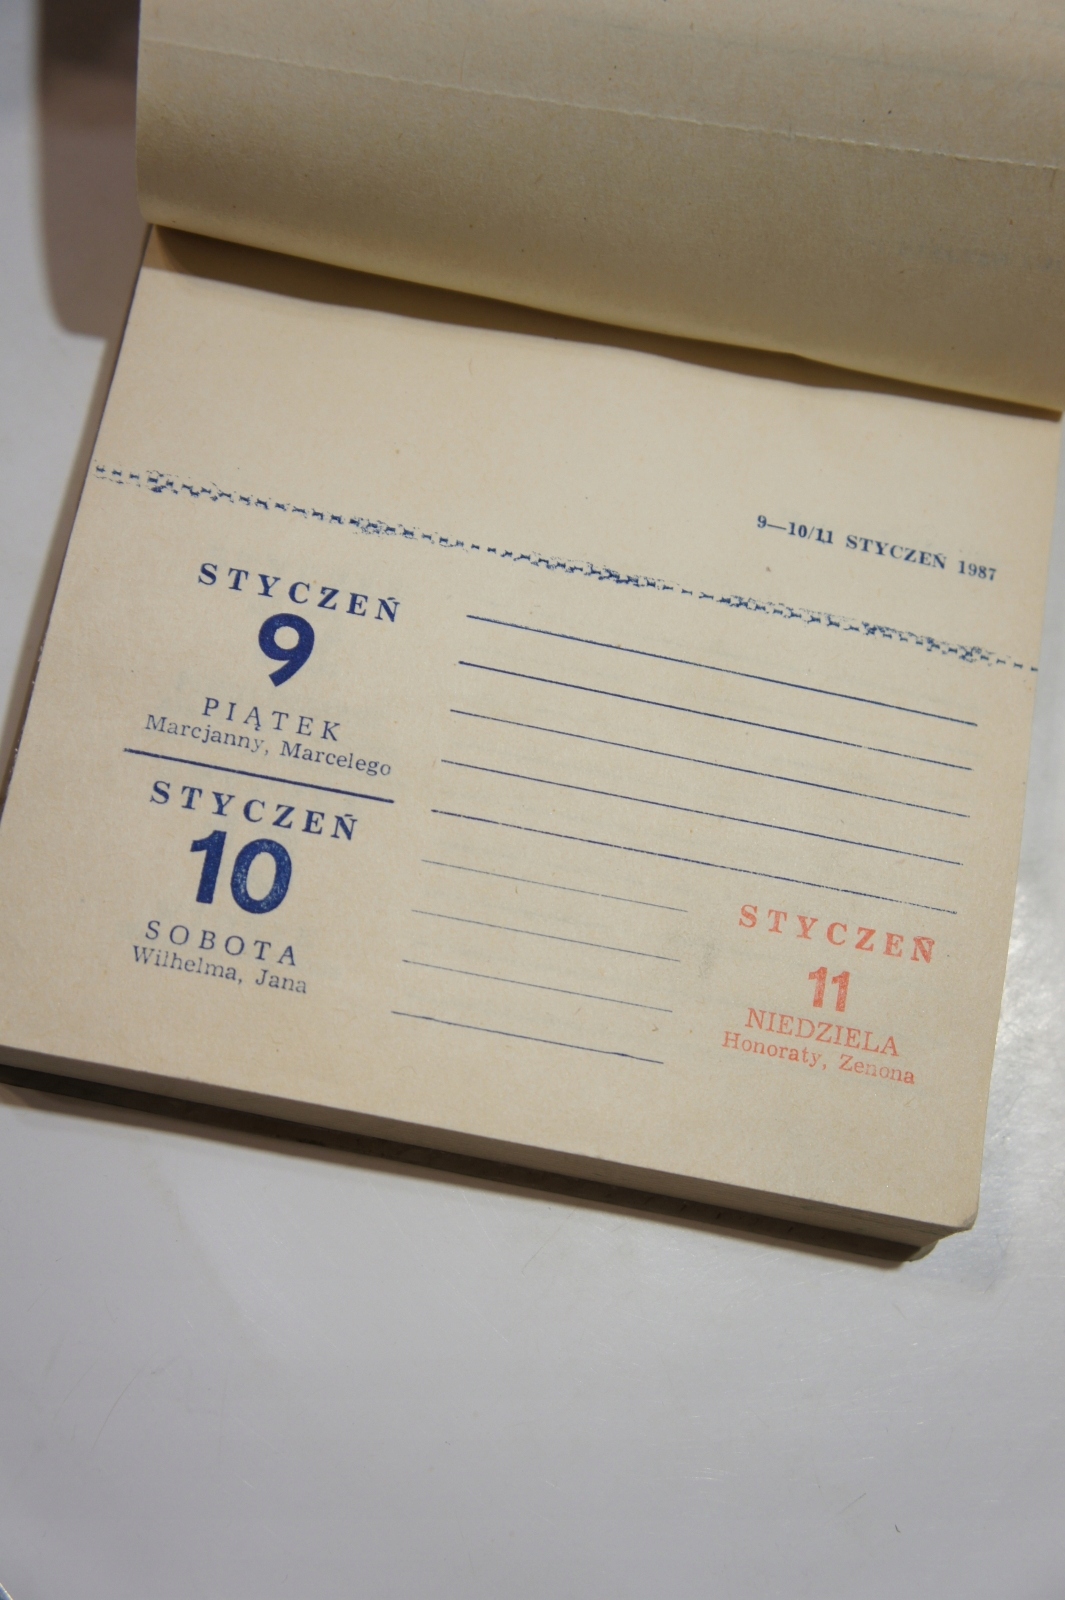 9—10/11 STYCZEŃ 1987
STYCZEŃ
9
PIĄTEK
Marcjanny, Marcelego
STYCZEŃ
10
SOBOTA
Wilhelma, Jana
STYCZEŃ
11
NIEDZIELA
Honoraty, Zenona